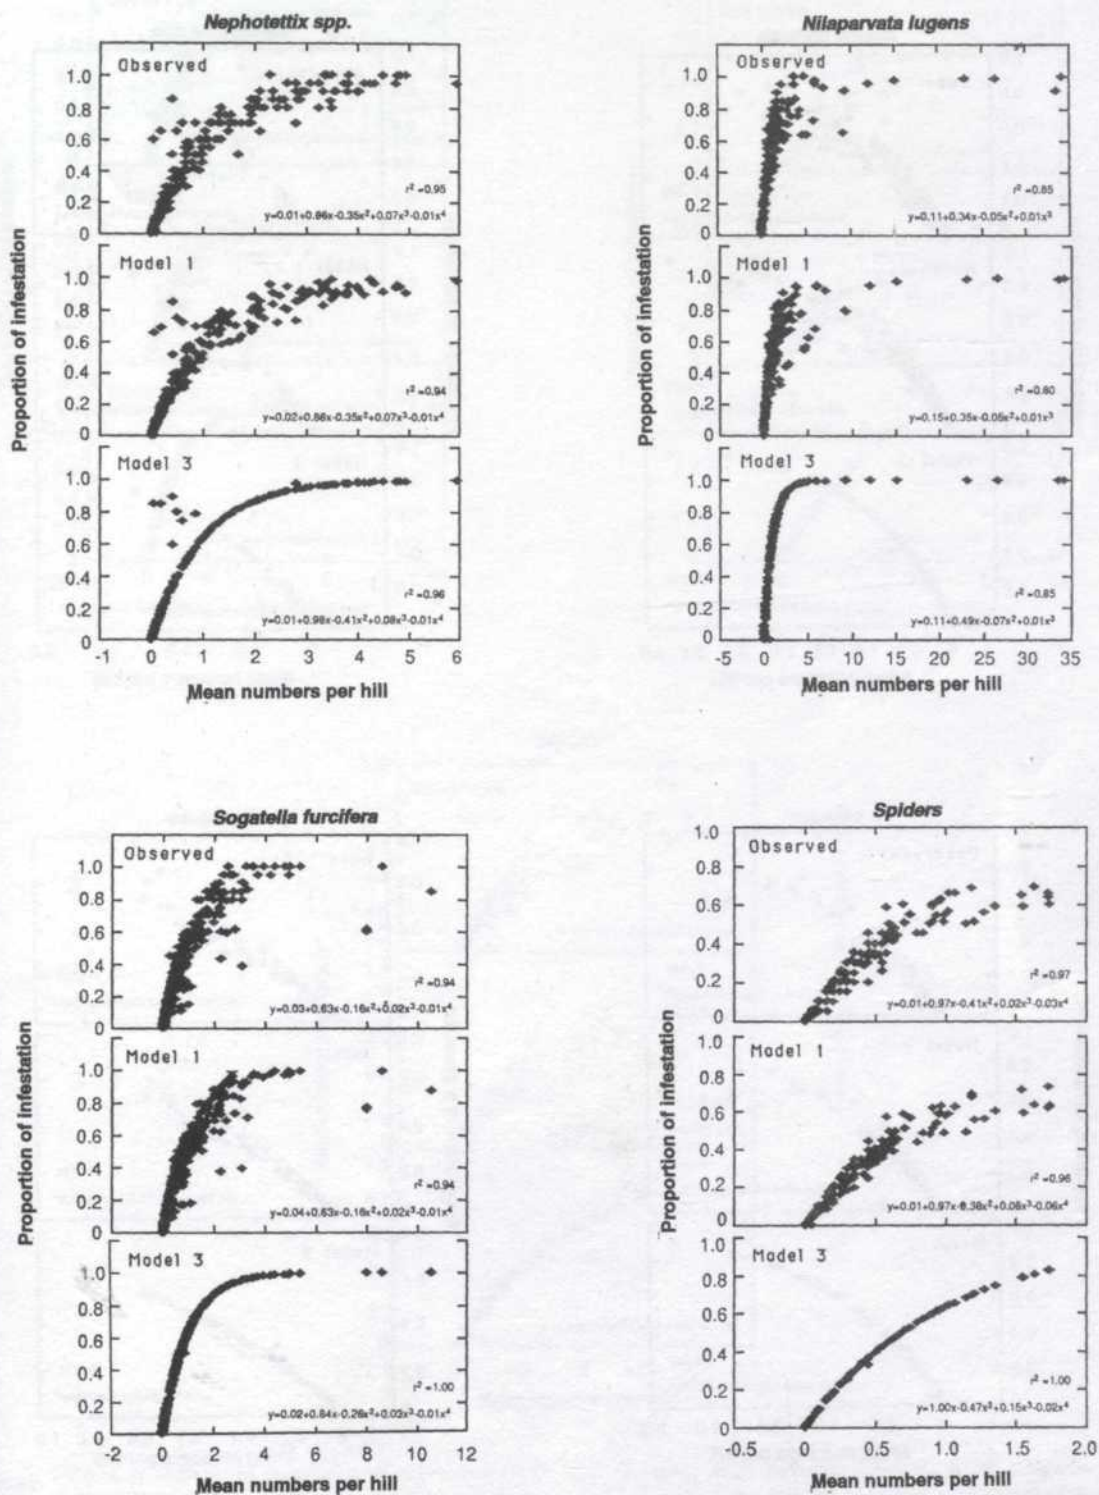 Nephotettix spp.
Observed
1.0
0.8
0.6
0.4
0.2
0
r² =0.95
y=0.01+0.86x-0.35x²+0.07x³-0.01x⁴
Model 1
1.0
0.8
0.6
0.4
0.2
0
r² =0.94
y=0.02+0.86x-0.35x²+0.07x³-0.01x⁴
Model 3
1.0
0.8
0.6
0.4
0.2
0
r² =0.96
y=0.01+0.98x-0.41x²+0.08x³-0.01x⁴
-1 0 1 2 3 4 5 6
Proportion of infestation
Mean numbers per hill
Nilaparvata lugens
Observed
1.0
0.8
0.6
0.4
0.2
0
r² =0.85
y=0.11+0.34x-0.05x²+0.01x³
Model 1
1.0
0.8
0.6
0.4
0.2
0
r² =0.80
y=0.15+0.35x-0.05x²+0.01x³
Model 3
1.0
0.8
0.6
0.4
0.2
0
r² =0.85
y=0.11+0.49x-0.07x²+0.01x³
-5 0 5 10 15 20 25 30 35
Proportion of infestation
Mean numbers per hill
Sogatella furcifera
Observed
1.0
0.8
0.6
0.4
0.2
0
r² =0.94
y=0.03+0.63x-0.16x²+0.02x³-0.01x⁴
Model 1
1.0
0.8
0.6
0.4
0.2
0
r² =0.94
y=0.04+0.63x-0.16x²+0.02x³-0.01x⁴
Model 3
1.0
0.8
0.6
0.4
0.2
0
r² =1.00
y=0.02+0.84x-0.26x²+0.03x³-0.01x⁴
-2 0 2 4 6 8 10 12
Proportion of infestation
Mean numbers per hill
Spiders
1.0
Observed
0.8
0.6
0.4
0.2
0
r² =0.97
y=0.01+0.97x-0.41x²+0.02x³-0.03x⁴
1.0
Model 1
0.8
0.6
0.4
0.2
0
r² =0.96
y=0.01+0.97x-0.38x²+0.06x³-0.06x⁴
1.0
Model 3
0.8
0.6
0.4
0.2
0
r² =1.00
y=1.00x-0.47x²+0.15x³-0.02x⁴
-0.5 0 0.5 1.0 1.5 2.0
Proportion of infestation
Mean numbers per hill